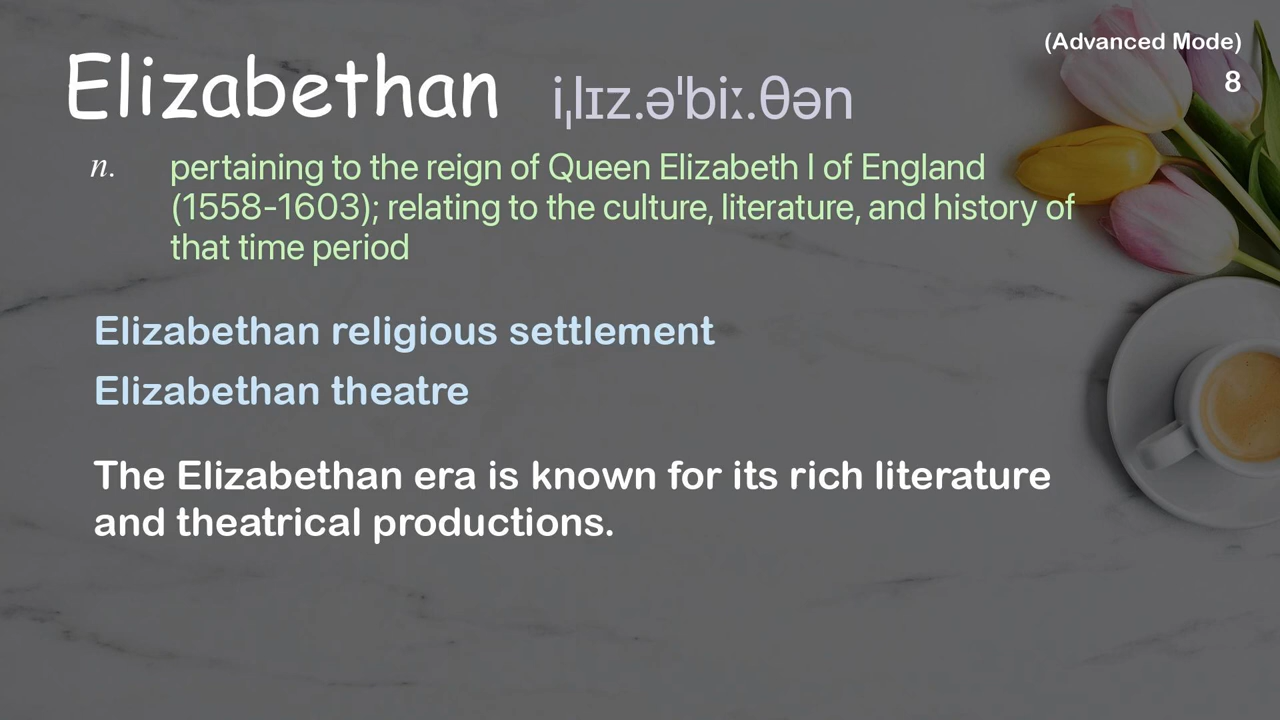 (Advanced Mode)
8
Elizabethan iˌlɪz.əˈbiː.θən
n. pertaining to the reign of Queen Elizabeth I of England
(1558-1603); relating to the culture, literature, and history of
that time period
Elizabethan religious settlement
Elizabethan theatre
The Elizabethan era is known for its rich literature
and theatrical productions.